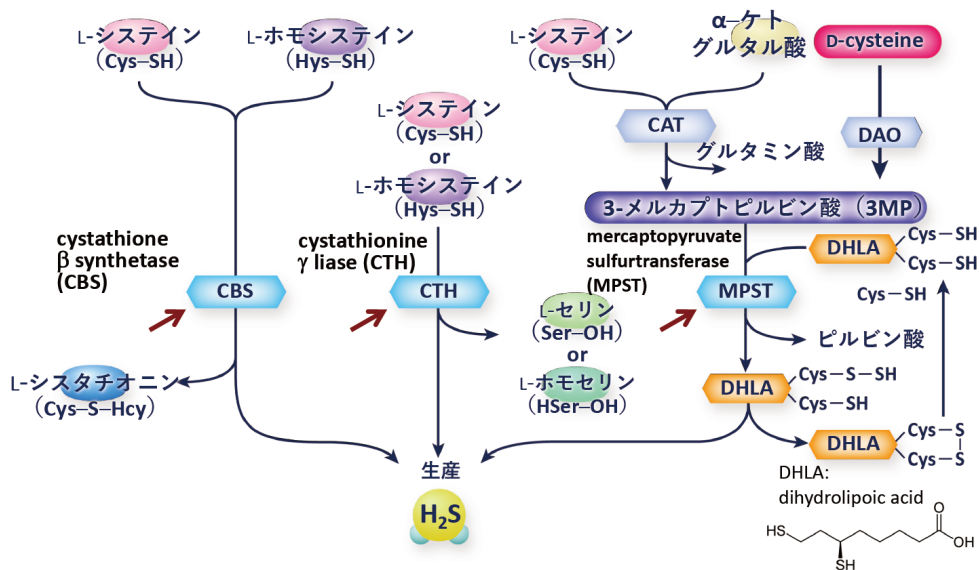 L-システイン
(Cys–SH)
L-ホモシステイン
(Hys–SH)
L-システイン
(Cys–SH)
or
L-ホモシステイン
(Hys–SH)
cystathione
β synthetase
(CBS)
CBS
cystathionine
γ liase (CTH)
CTH
L-シスタチオニン
(Cys–S–Hcy)
L-セリン
(Ser–OH)
or
L-ホモセリン
(HSer–OH)
L-システイン
(Cys–SH)
α–ケト
グルタル酸
D-cysteine
CAT
DAO
グルタミン酸
3-メルカプトピルビン酸（3MP）
mercaptopyruvate
sulfurtransferase
(MPST)
MPST
DHLA
Cys–SH
Cys–SH
Cys–SH
ピルビン酸
DHLA
Cys–S–SH
Cys–SH
DHLA
Cys–S
Cys–S
生産
H₂S
DHLA:
dihydrolipoic acid
HS
SH
O
OH